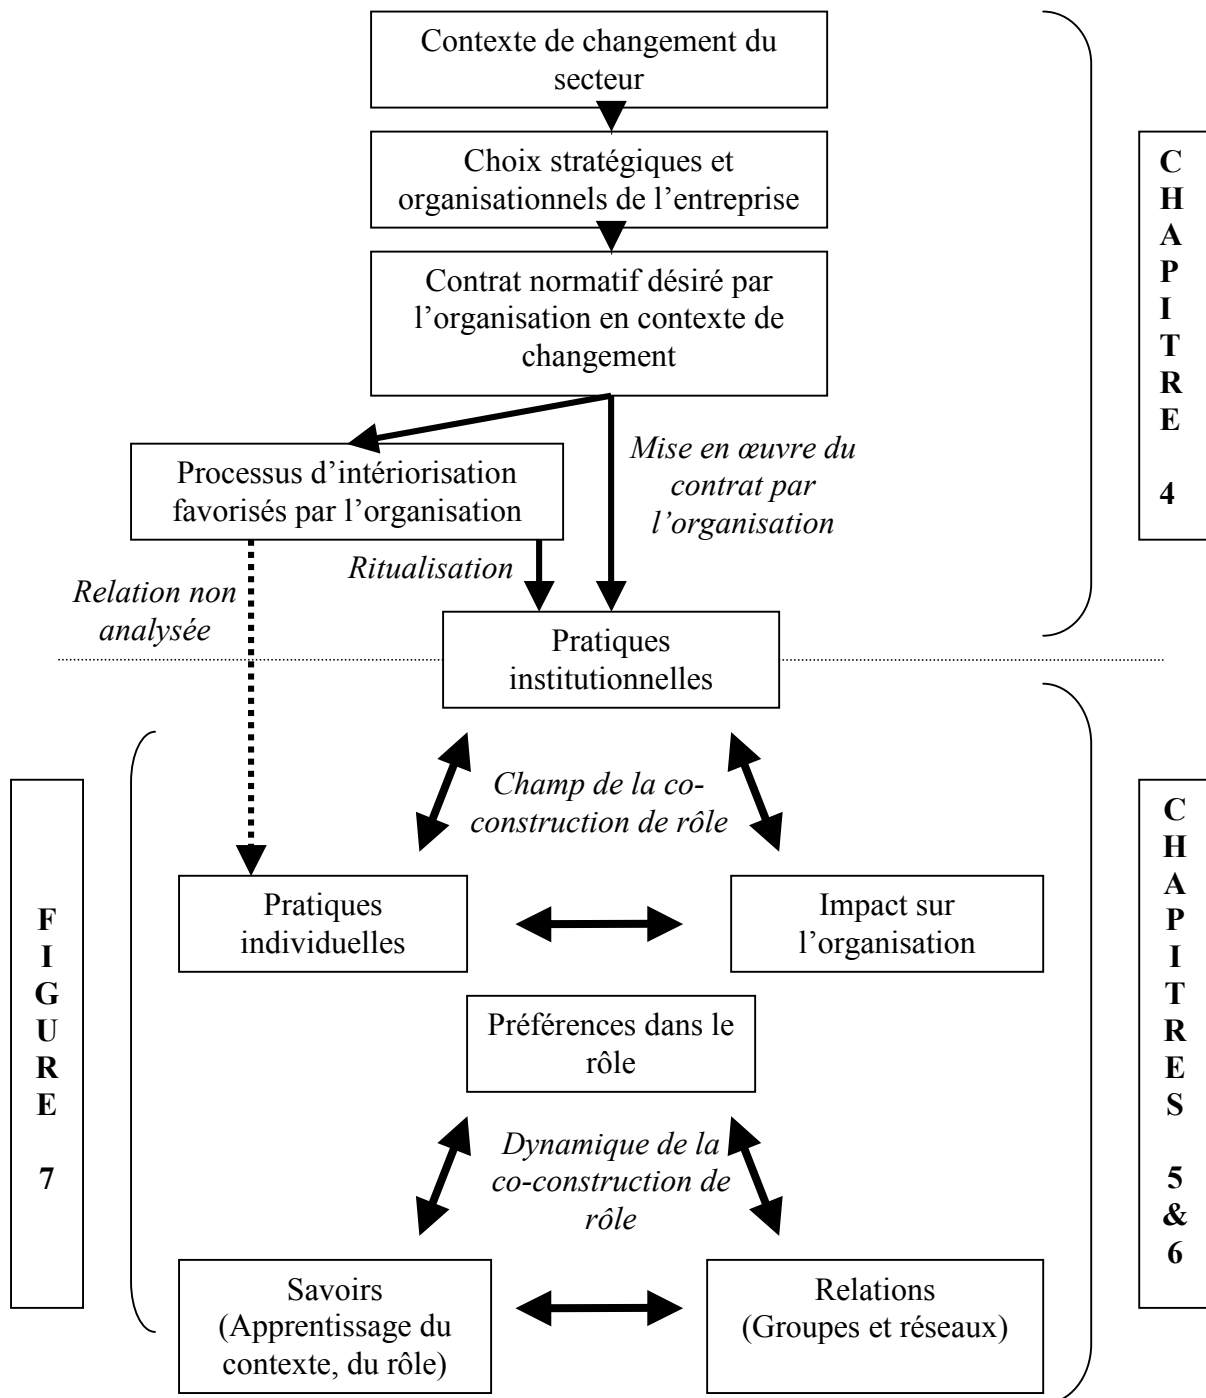 Contexte de changement du
secteur
Choix stratégiques et
organisationnels de l’entreprise
Contrat normatif désiré par
l’organisation en contexte de
changement
C
H
A
P
I
T
R
E
4
Processus d’intériorisation
favorisés par l’organisation
Mise en œuvre du
contrat par
l’organisation
Ritualisation
Relation non
analysée
Pratiques
institutionnelles
Champ de la co-
construction de rôle
Pratiques
individuelles
Impact sur
l’organisation
Préférences dans le
rôle
Dynamique de la
co-construction de
rôle
Savoirs
(Apprentissage du
contexte, du rôle)
Relations
(Groupes et réseaux)
F
I
G
U
R
E
7
C
H
A
P
I
T
R
E
S
5
&
6